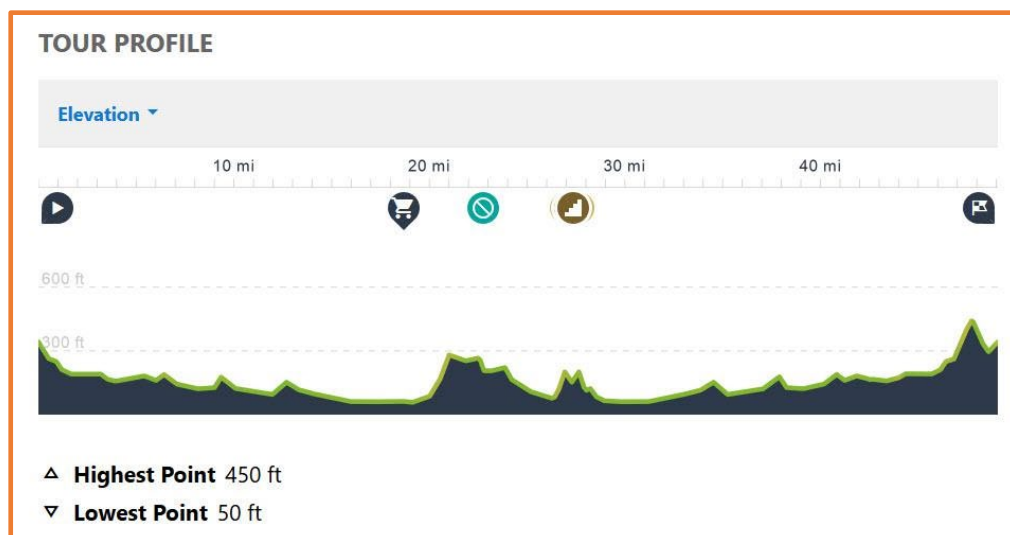 TOUR PROFILE
Elevation
10 mi 20 mi 30 mi 40 mi
600 ft
300 ft
Highest Point 450 ft
Lowest Point 50 ft